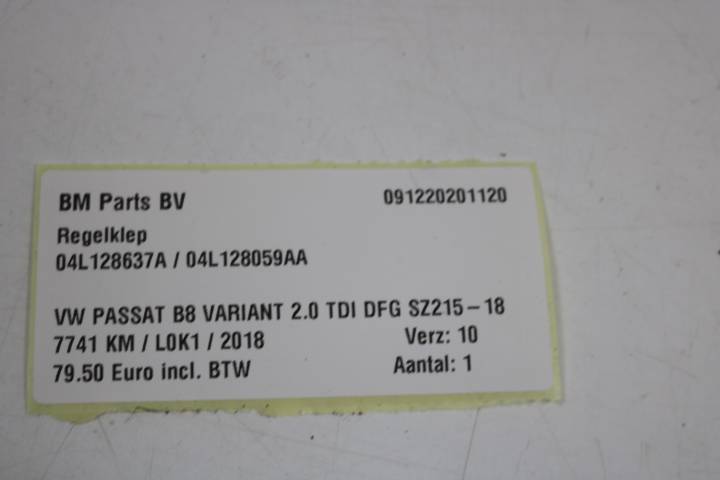 BM Parts BV 091220201120
Regelklep
04L128637A / 04L128059AA
VW PASSAT B8 VARIANT 2.0 TDI DFG SZ215-18
7741 KM / L0K1 / 2018 Verz: 10
79.50 Euro incl. BTW Aantal: 1